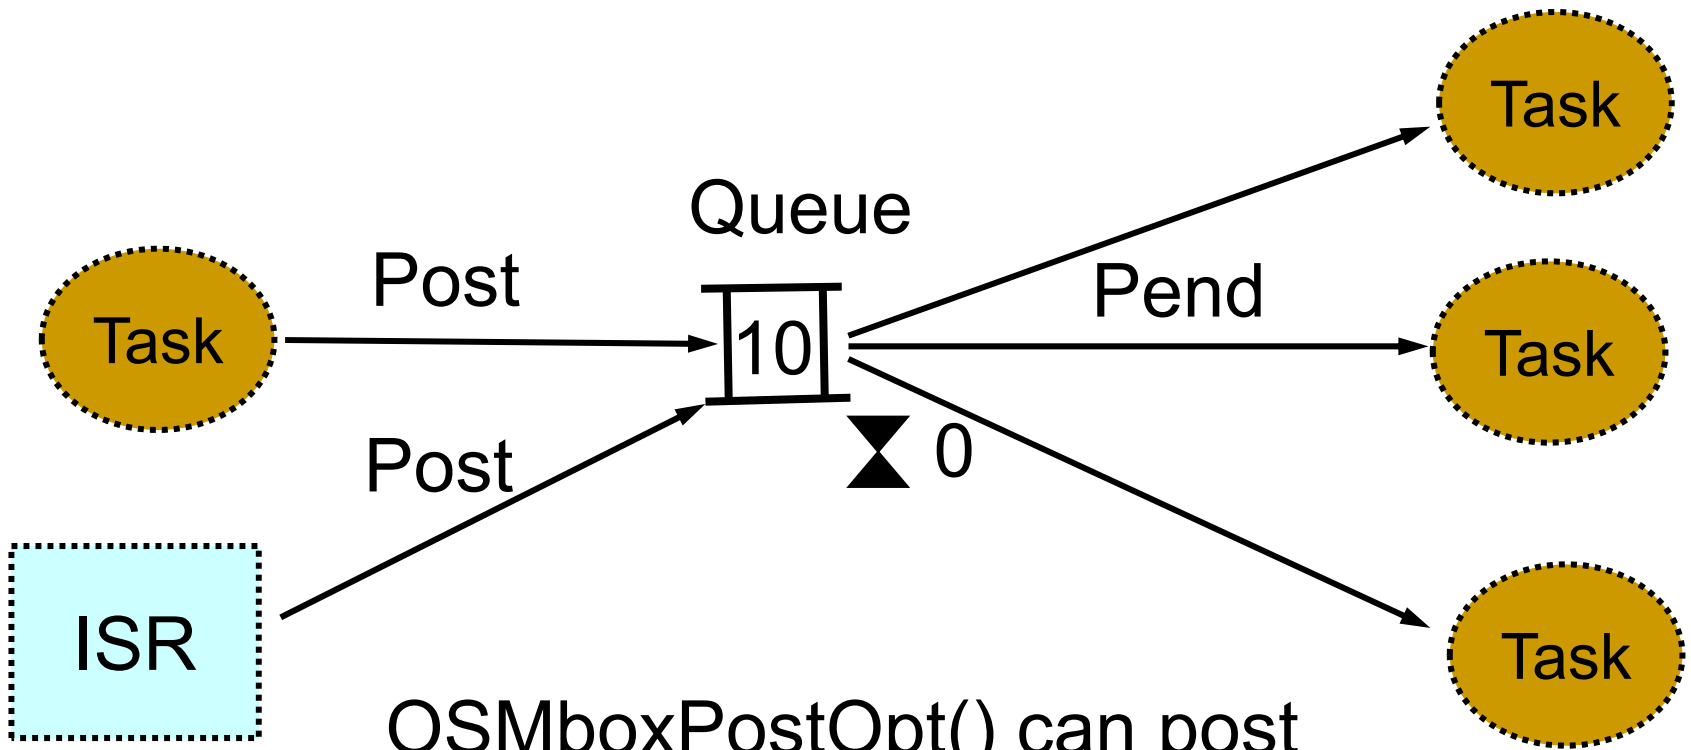 Task
Queue
Post
Pend
Task
10
Task
Post
0
ISR
Task
OSMboxPostOpt() can post